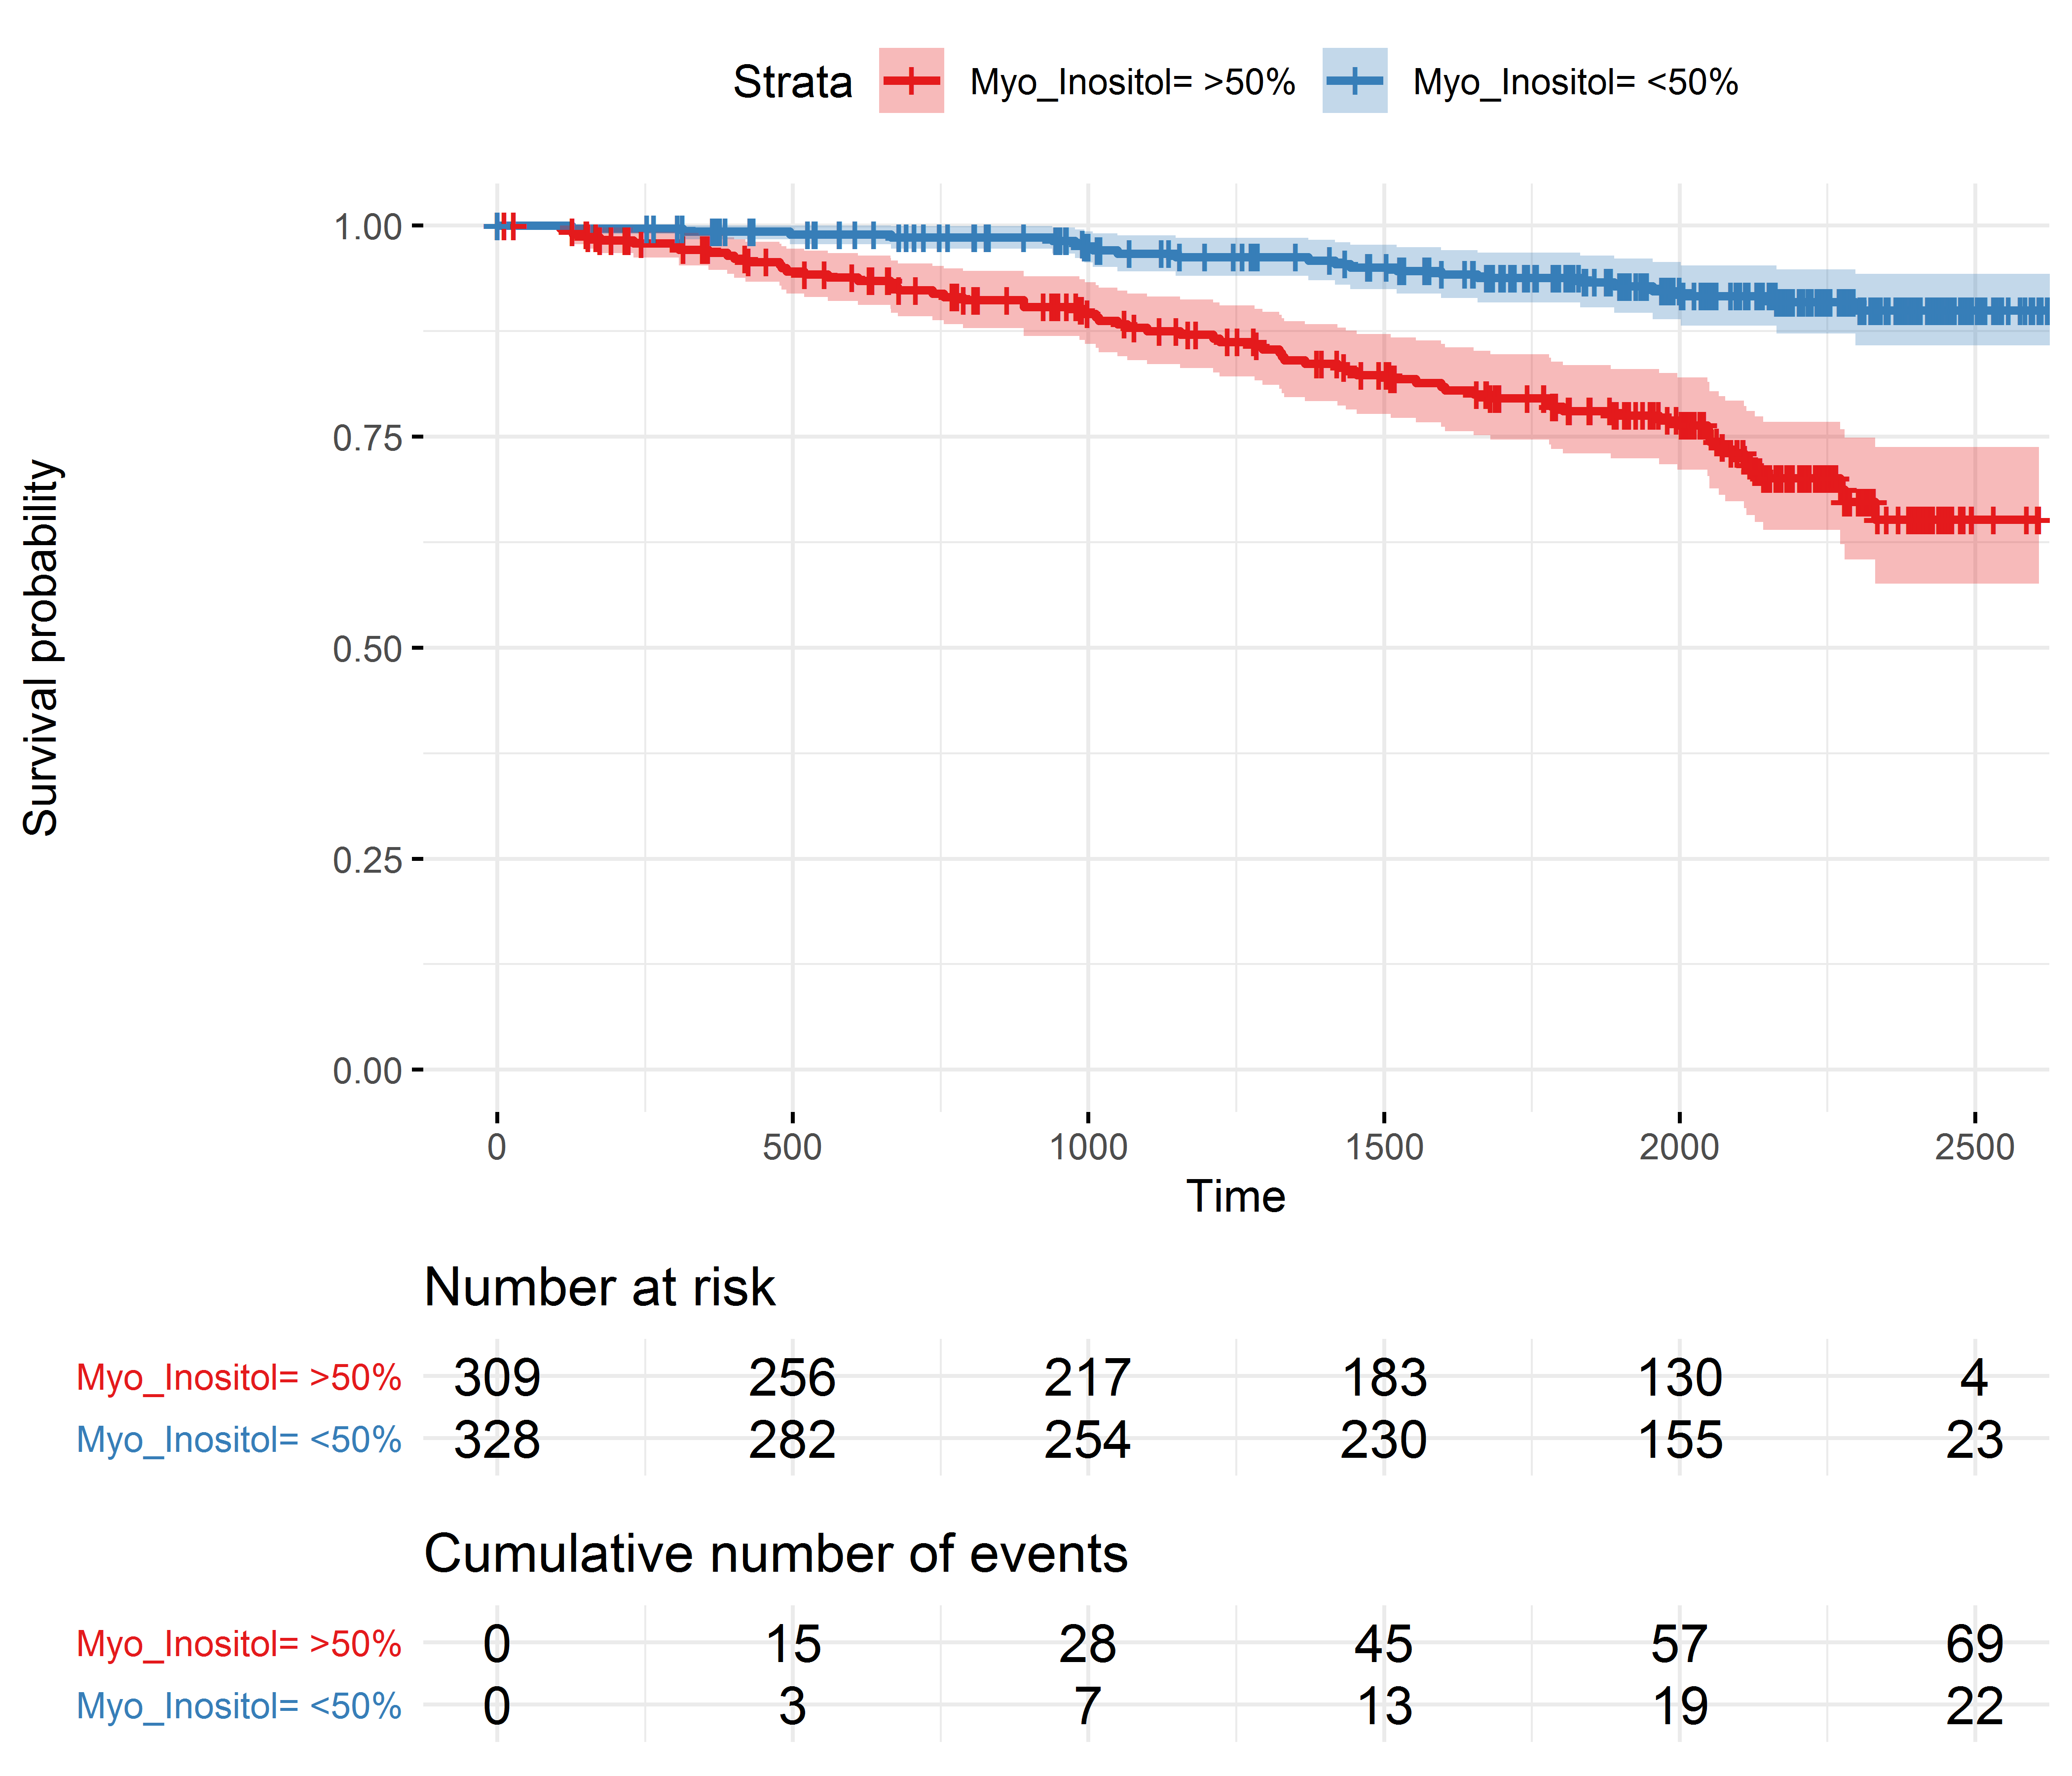 Strata Myo_Inositol= >50% Myo_Inositol= <50%
Survival probability
1.00
0.75
0.50
0.25
0.00
0 500 1000 1500 2000 2500
Time
Number at risk
Myo_Inositol= >50% 309 256 217 183 130 4
Myo_Inositol= <50% 328 282 254 230 155 23
Cumulative number of events
Myo_Inositol= >50% 0 15 28 45 57 69
Myo_Inositol= <50% 0 3 7 13 19 22